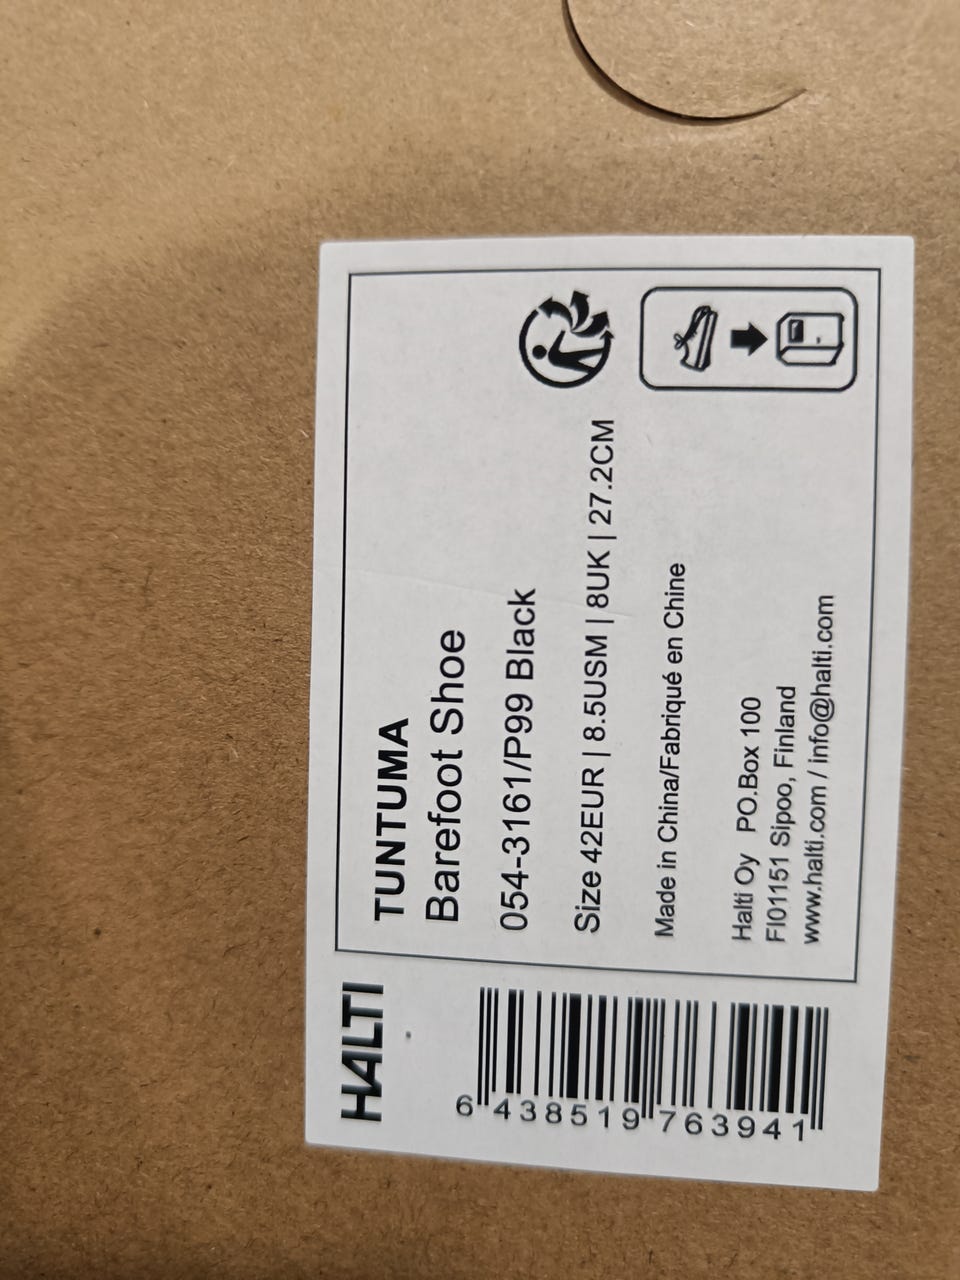 HALTI
TUNTUMA
Barefoot Shoe
054-3161/P99 Black
Size 42EUR | 8.5USM | 8UK | 27.2CM
Made in China/Fabriqué en Chine
Halti Oy PO.Box 100
FI01151 Sipoo, Finland
www.halti.com / info@halti.com
6 438519 763941